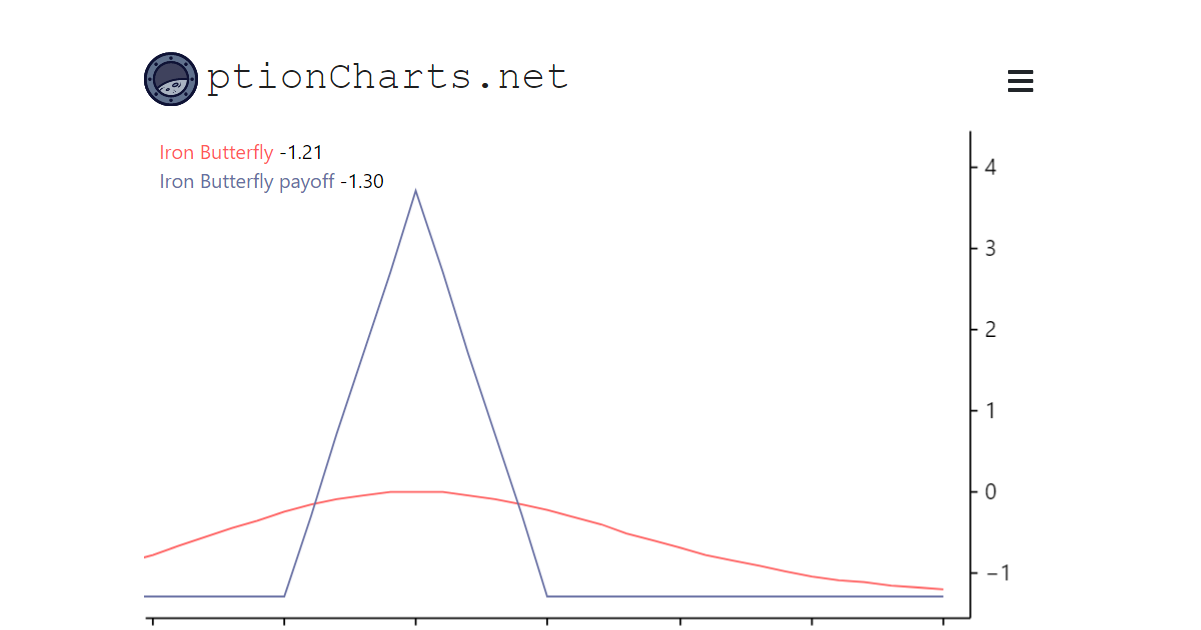 ptionCharts.net
Iron Butterfly -1.21
Iron Butterfly payoff -1.30
4
3
2
1
0
−1